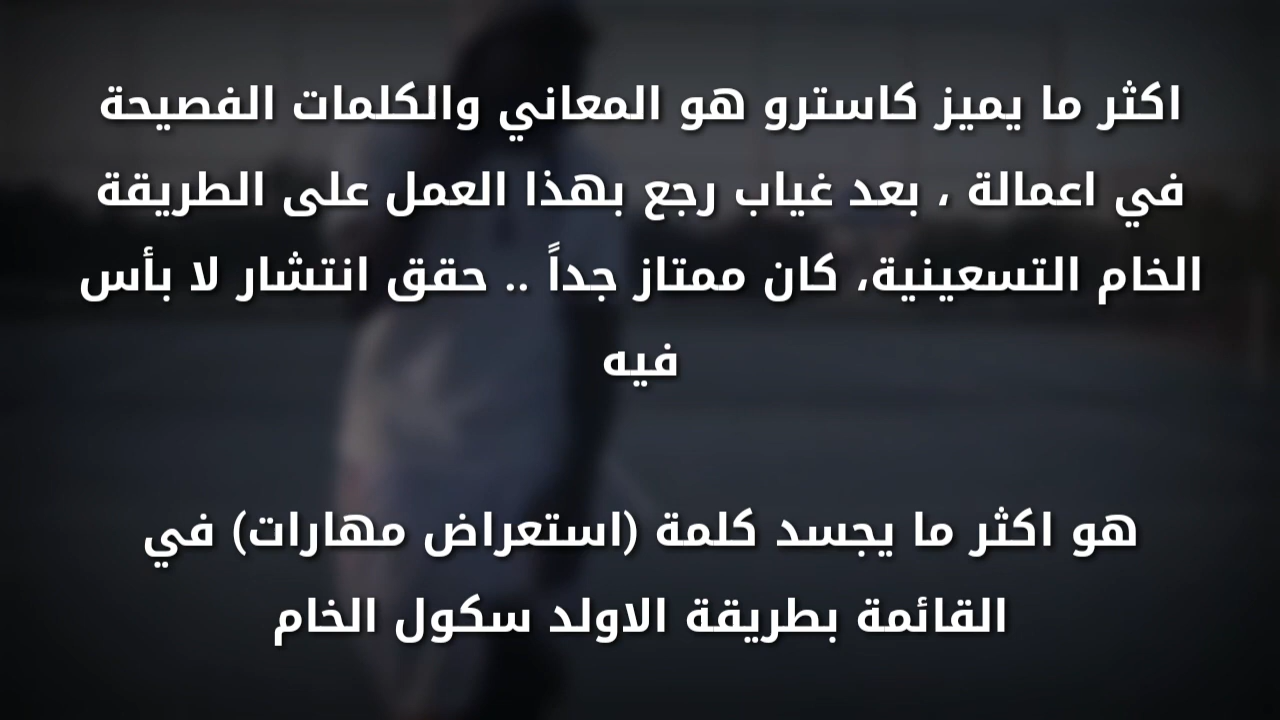 اكثر ما يميز كاسترو هو المعاني والكلمات الفصيحة
في اعمالة ، بعد غياب رجع بهذا العمل على الطريقة
الخام التسعينية، كان ممتاز جداً .. حقق انتشار لا بأس
فيه
هو اكثر ما يجسد كلمة (استعراض مهارات) في
القائمة بطريقة الاولد سكول الخام